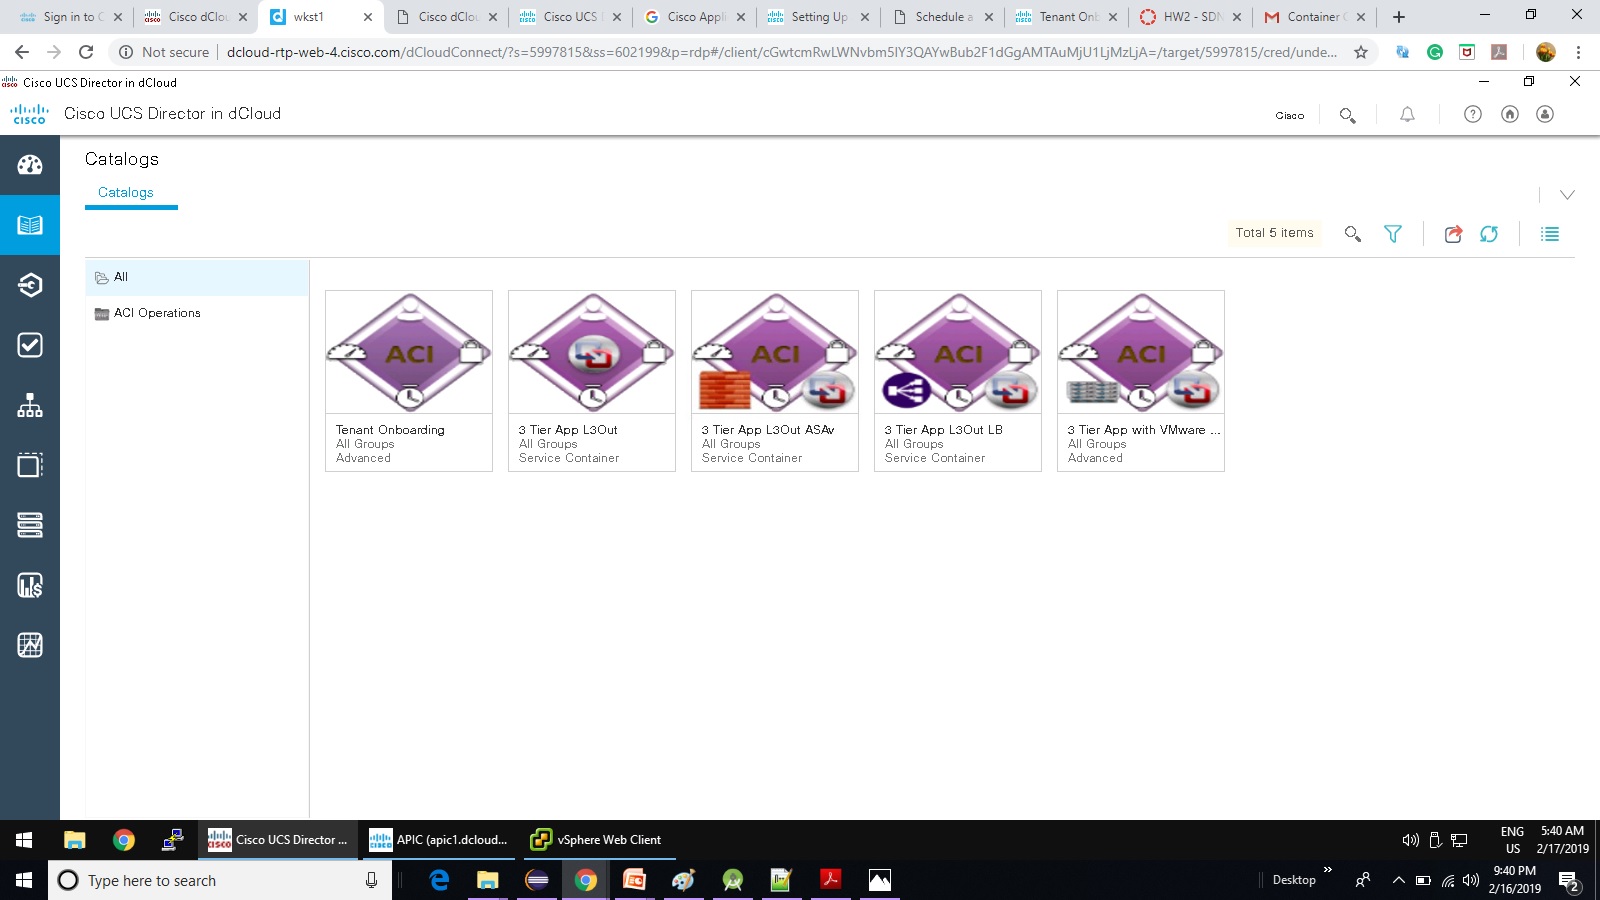 Sign in to C
Cisco dClou
wkst1
Cisco dClou
Cisco UCS
Cisco Appli
Setting Up
Schedule a
Tenant Onb
HW2 - SDN
Container
Not secure
dcloud-rtp-web-4.cisco.com/dCloudConnect/?s=5997815&ss=602199&p=rdp#/client/cGwtcmRwLWNvbm5lY3QAYwBub2F1dGgAMTAuMjU1LjMzLjA=/target/5997815/cred/unde...
Cisco UCS Director in dCloud
CISCO Cisco UCS Director in dCloud
Cisco
Catalogs
Catalogs
Total 5 items
All
ACI Operations
ACI
ACI
ACI
ACI
Tenant Onboarding
All Groups
Advanced
3 Tier App L3Out
All Groups
Service Container
3 Tier App L3Out ASAv
All Groups
Service Container
3 Tier App L3Out LB
All Groups
Service Container
3 Tier App with VMware ...
All Groups
Advanced
Cisco UCS Director ...
APIC (apic1.dcloud...
vSphere Web Client
ENG
US
5:40 AM
2/17/2019
Type here to search
Desktop
9:40 PM
2/16/2019
2